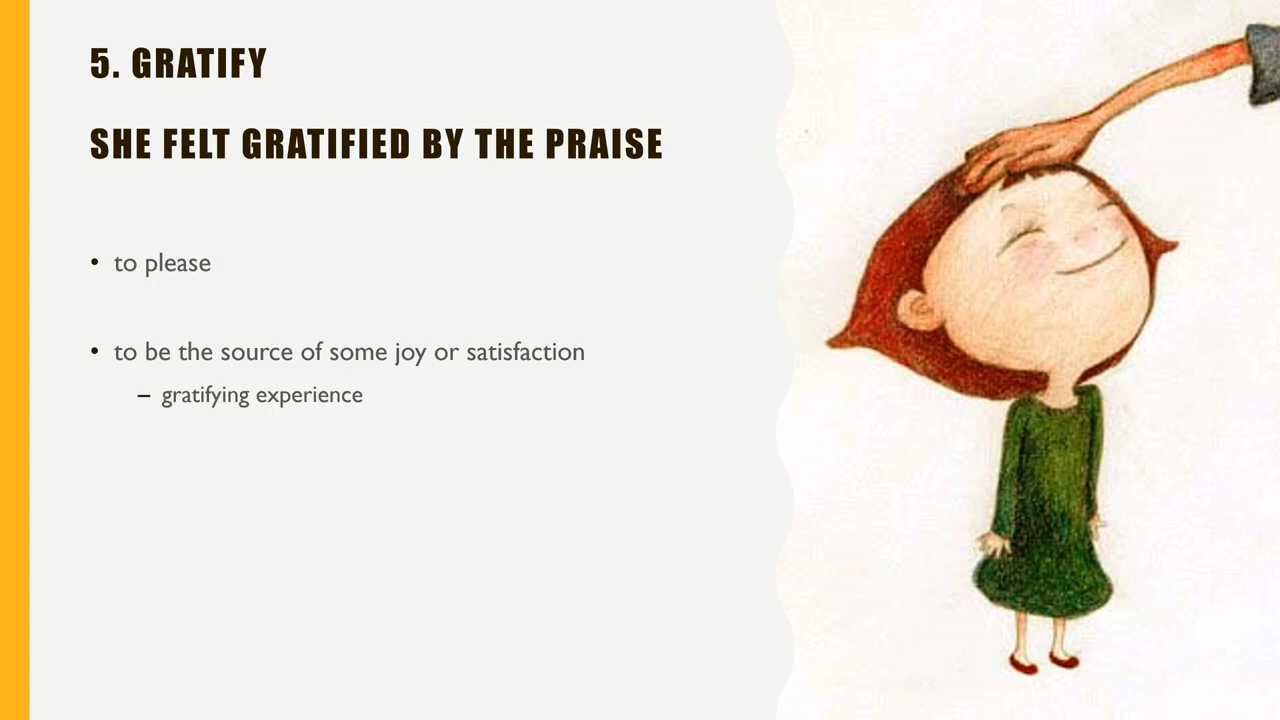 5. GRATIFY
SHE FELT GRATIFIED BY THE PRAISE
• to please
• to be the source of some joy or satisfaction
– gratifying experience